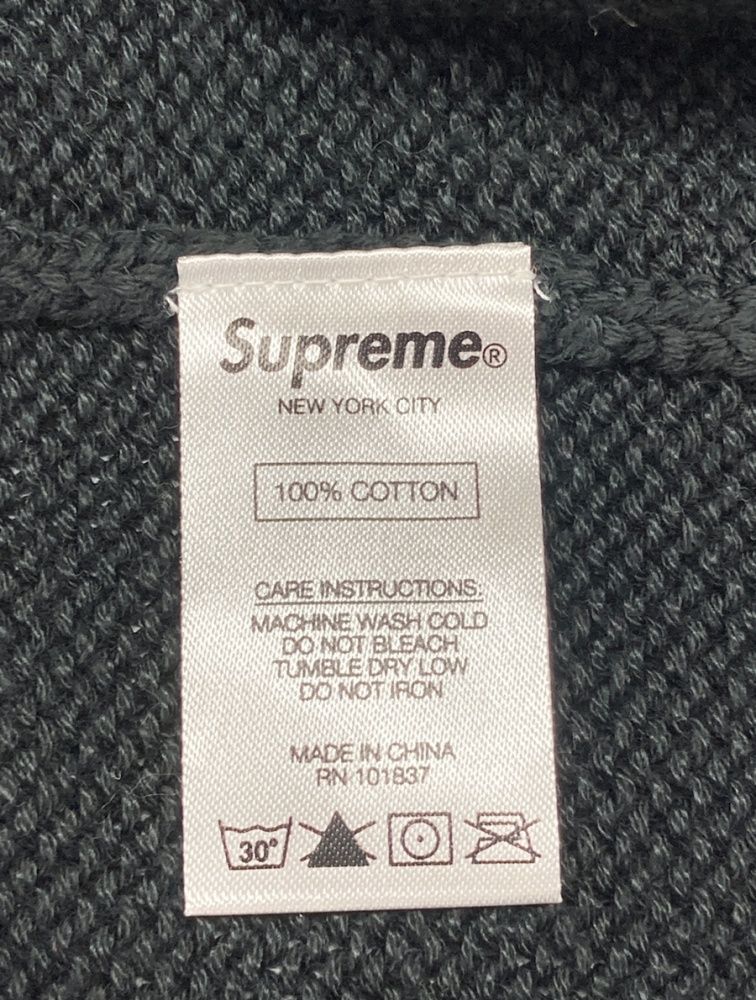 Supreme®
NEW YORK CITY
100% COTTON
CARE INSTRUCTIONS:
MACHINE WASH COLD
DO NOT BLEACH
TUMBLE DRY LOW
DO NOT IRON
MADE IN CHINA
RN 101837
30°